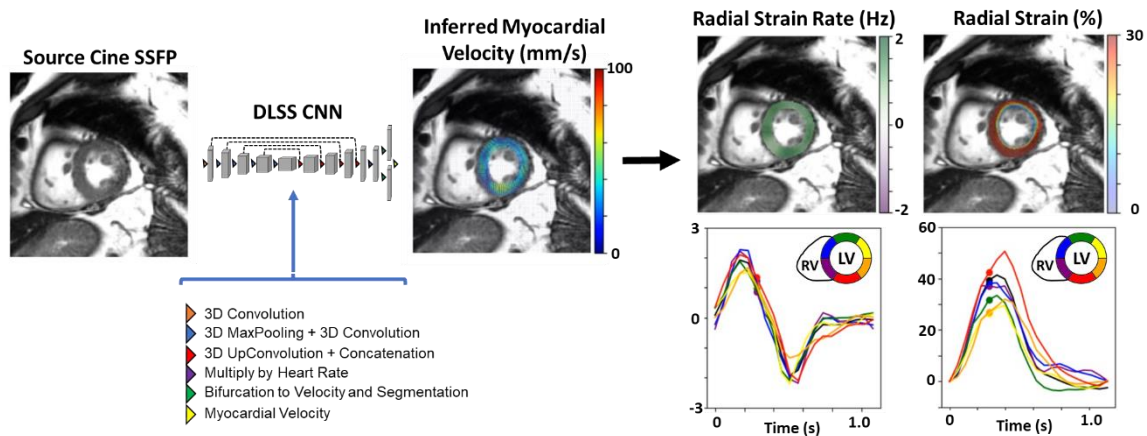 Source Cine SSFP
DLSS CNN
Inferred Myocardial
Velocity (mm/s)
100
0
Radial Strain Rate (Hz)
2
0
-2
Radial Strain (%)
30
0
3D Convolution
3D MaxPooling + 3D Convolution
3D UpConvolution + Concatenation
Multiply by Heart Rate
Bifurcation to Velocity and Segmentation
Myocardial Velocity
3
0
-3
RV
LV
0
1.0
Time (s)
60
40
20
0
RV
LV
0
1.0
Time (s)